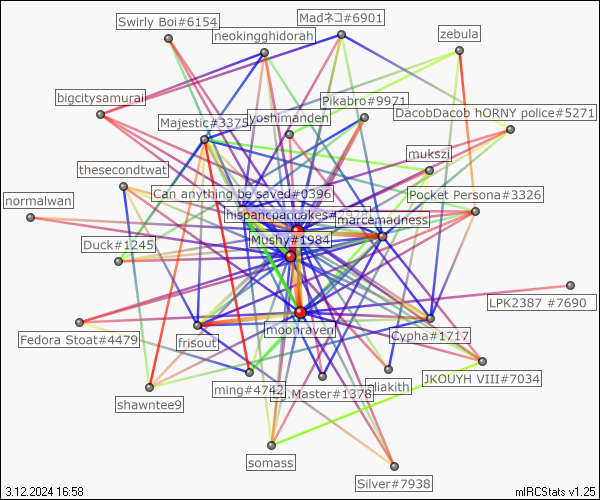 Swirly Boi#6154
Madネコ#6901
neokingghidorah
zebula
bigcitysamurai
Pikabro#9971
DacobDacob hORNY police#5271
Majestic#3375
yoshimanden
mukszi
thesecondtwat
Can anything be saved#0396
Pocket Persona#3326
normalwan
hispancpancakes#2928
marcemadness
Mushy#1984
Duck#1245
LPK2387 #7690
moonraven
Fedora Stoat#4479
frisout
Cypha#1717
JKOUYH VIII#7034
ming#4742
.Master#1378
eliakith
shawntee9
somass
Silver#7938
3.12.2024 16:58
mIRCStats v1.25